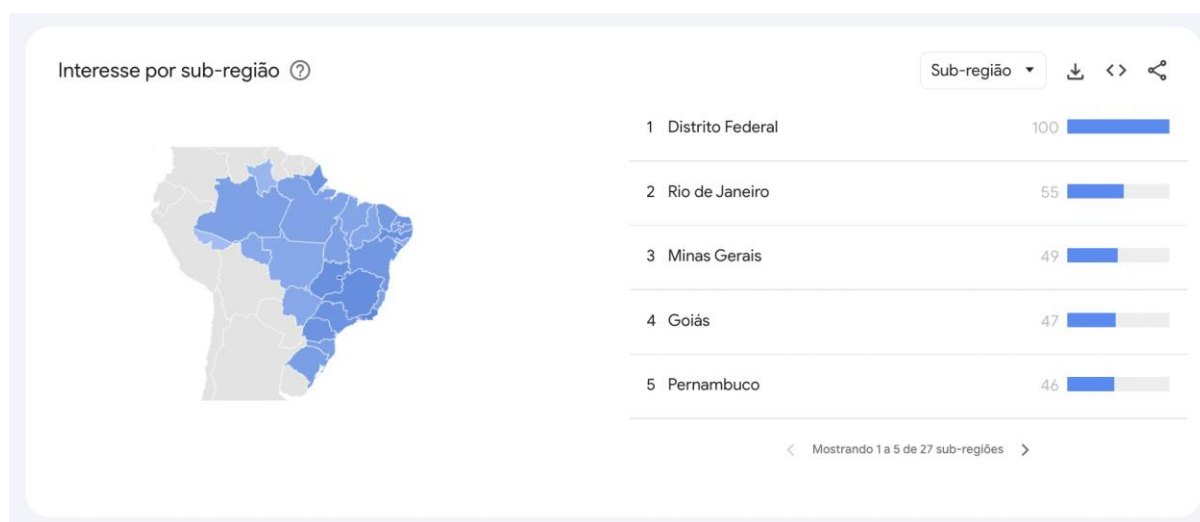 Interesse por sub-região ?
Sub-região
1 Distrito Federal 100
2 Rio de Janeiro 55
3 Minas Gerais 49
4 Goiás 47
5 Pernambuco 46
Mostrando 1 a 5 de 27 sub-regiões